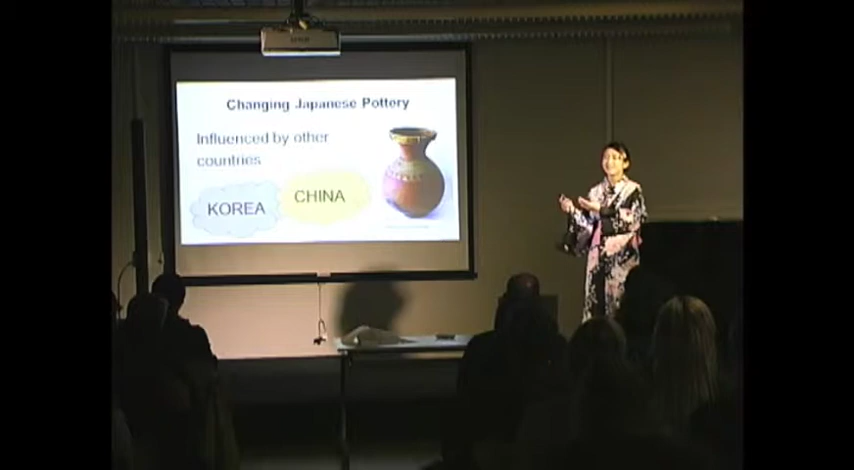 Changing Japanese Pottery
Influenced by other
countries
KOREA
CHINA